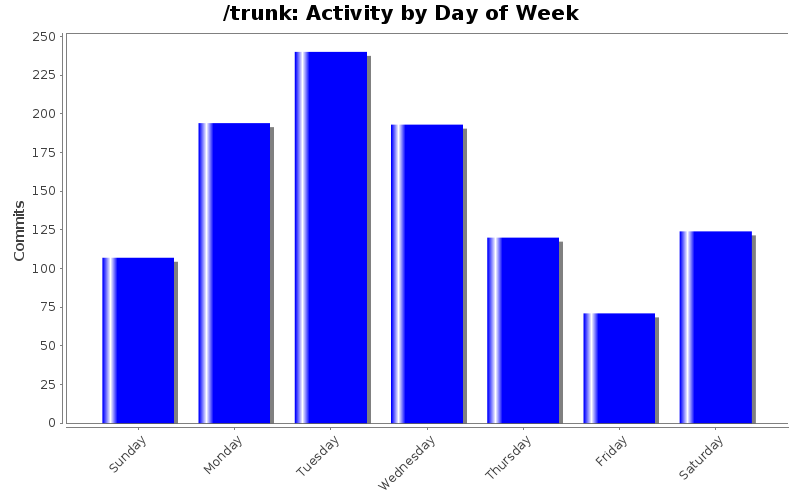 /trunk: Activity by Day of Week
250
225
200
175
150
125
100
75
50
25
0
Commits
Sunday
Monday
Tuesday
Wednesday
Thursday
Friday
Saturday